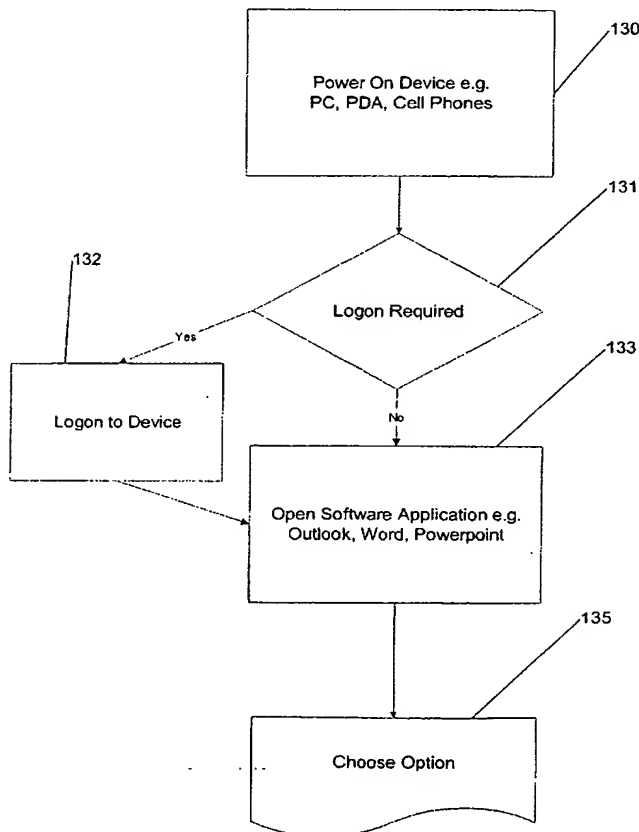 130
Power On Device e.g.
PC, PDA, Cell Phones
131
132
Logon Required
Yes
133
Logon to Device
No
Open Software Application e.g.
Outlook, Word, Powerpoint
135
Choose Option